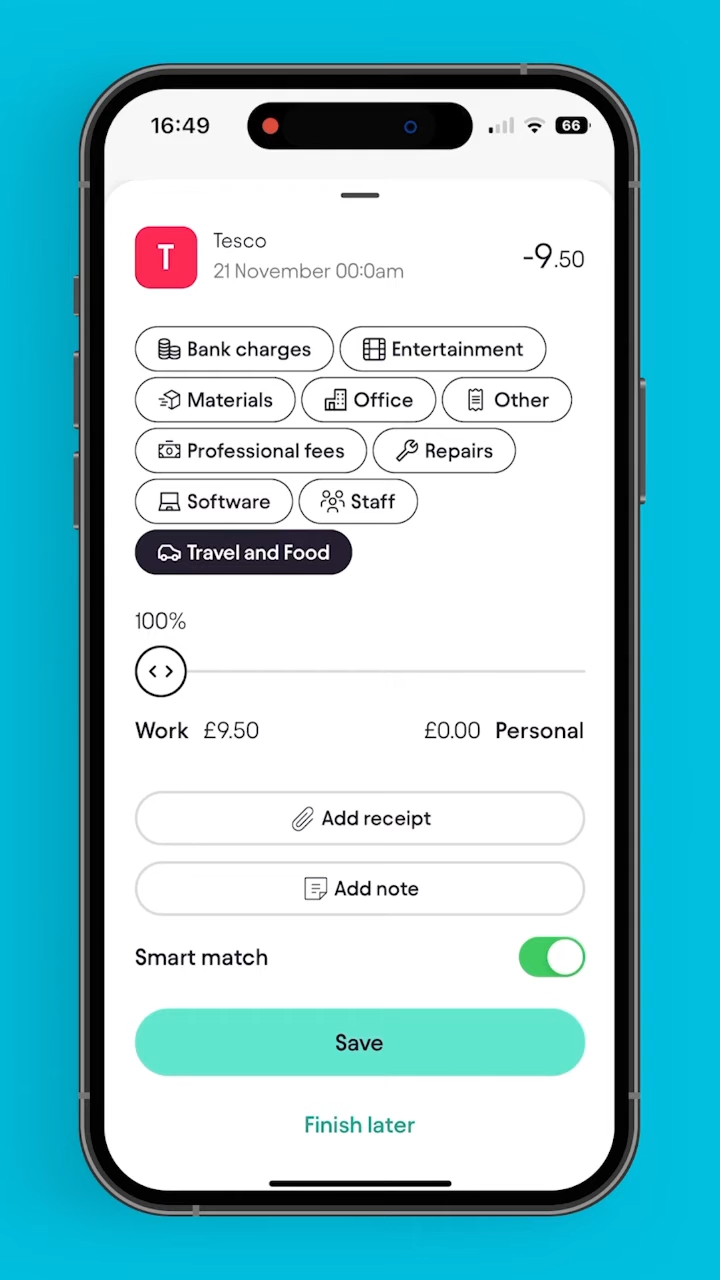 16:49 66
T Tesco -9.50
21 November 00:0am
Bank charges Entertainment
Materials Office Other
Professional fees Repairs
Software Staff
Travel and Food
100%
Work £9.50 £0.00 Personal
Add receipt
Add note
Smart match
Save
Finish later